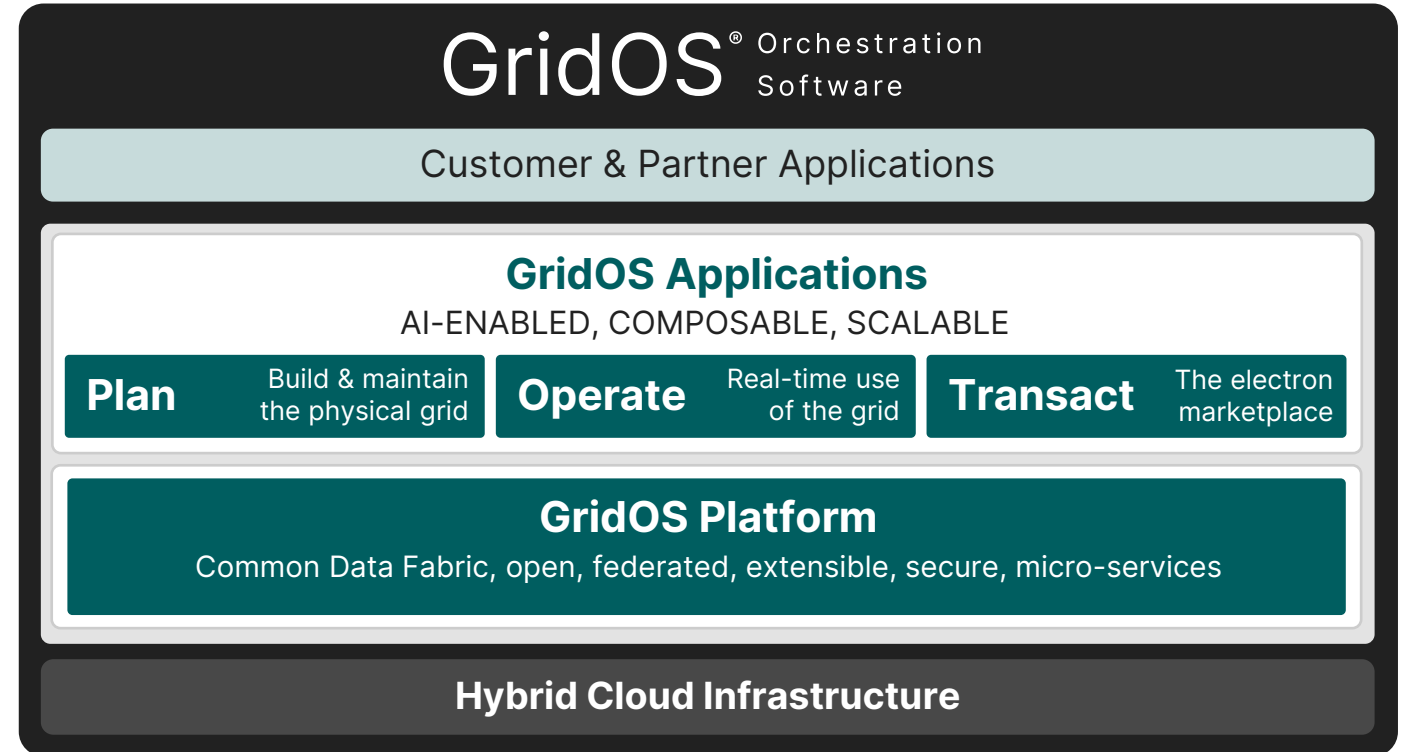 GridOS® Orchestration
Software
Customer & Partner Applications
GridOS Applications
AI-ENABLED, COMPOSABLE, SCALABLE
Plan
Build & maintain
the physical grid
Operate
Real-time use
of the grid
Transact
The electron
marketplace
GridOS Platform
Common Data Fabric, open, federated, extensible, secure, micro-services
Hybrid Cloud Infrastructure